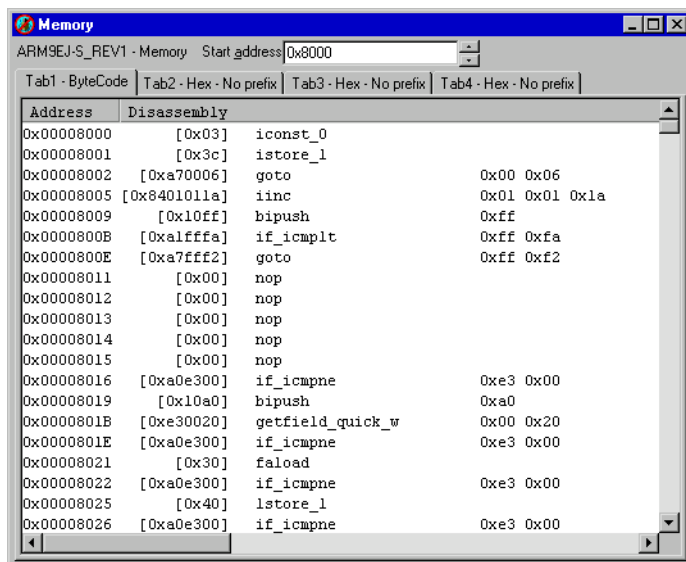 Memory
ARM9EJ-S_REV1 - Memory Start address 0x8000
Tab1 - ByteCode Tab2 - Hex - No prefix Tab3 - Hex - No prefix Tab4 - Hex - No prefix
Address Disassembly
0x00008000 [0x03] iconst_0
0x00008001 [0x3c] istore_1
0x00008002 [0xa70006] goto 0x00 0x06
0x00008005 [0x8401011a] iinc 0x01 0x01 0x1a
0x00008009 [0x10ff] bipush 0xff
0x0000800B [0xa1fffa] if_icmplt 0xff 0xfa
0x0000800E [0xa7fff2] goto 0xff 0xf2
0x00008011 [0x00] nop
0x00008012 [0x00] nop
0x00008013 [0x00] nop
0x00008014 [0x00] nop
0x00008015 [0x00] nop
0x00008016 [0xa0e300] if_icmpne 0xe3 0x00
0x00008019 [0x10a0] bipush 0xa0
0x0000801B [0xe30020] getfield_quick_w 0x00 0x20
0x0000801E [0xa0e300] if_icmpne 0xe3 0x00
0x00008021 [0x30] faload
0x00008022 [0xa0e300] if_icmpne 0xe3 0x00
0x00008025 [0x40] lstore_1
0x00008026 [0xa0e300] if_icmpne 0xe3 0x00